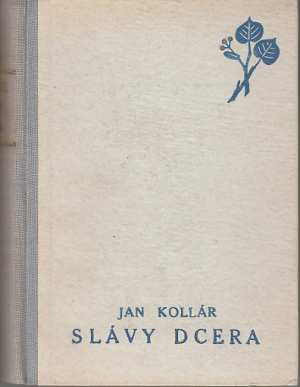 JAN KOLLÁR
SLÁVY DCERA